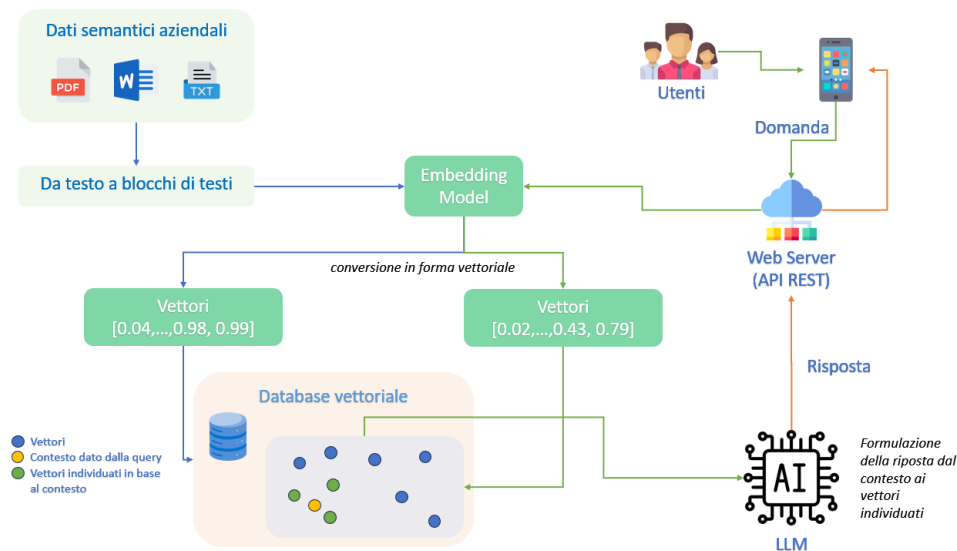 Dati semantici aziendali
PDF
W
TXT
Da testo a blocchi di testi
Utenti
Domanda
Embedding
Model
Web Server
(API REST)
conversione in forma vettoriale
Vettori
[0.04,...,0.98, 0.99]
Vettori
[0.02,...,0.43, 0.79]
Risposta
Database vettoriale
Vettori
Contesto dato dalla query
Vettori individuati in base
al contesto
AI
LLM
Formulazione
della riposta dal
contesto ai
vettori
individuati